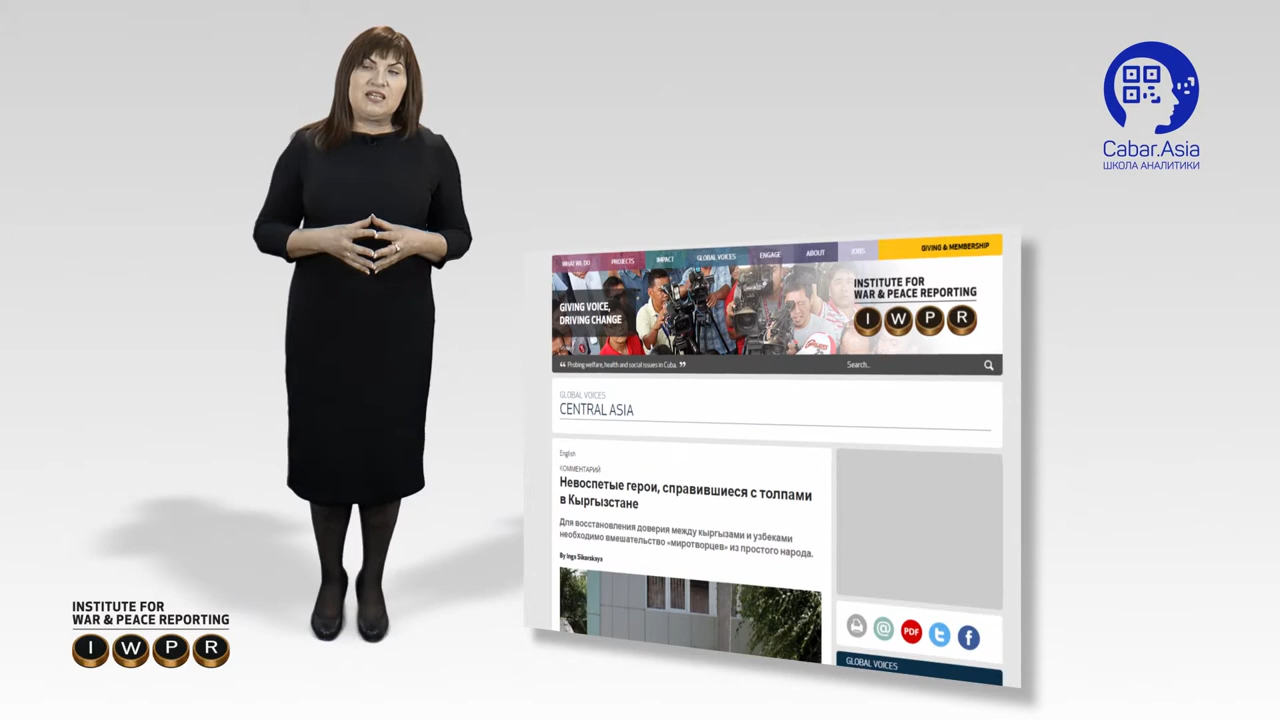 Cabar.Asia
ШКОЛА АНАЛИТИКИ
WHAT WE DO PROJECTS IMPACT GLOBAL VOICES ENGAGE ABOUT JOBS GIVING & MEMBERSHIP
GIVING VOICE,
DRIVING CHANGE
INSTITUTE FOR
WAR & PEACE REPORTING
I W P R
“ Probing welfare, health and social issues in Cuba. ”
Search..
GLOBAL VOICES
CENTRAL ASIA
English
КОММЕНТАРИЙ
Невоспетые герои, справившиеся с толпами
в Кыргызстане
Для восстановления доверия между кыргызами и узбеками
необходимо вмешательство «миротворцев» из простого народа.
By Inga Sikorskaya
@ PDF
GLOBAL VOICES
INSTITUTE FOR
WAR & PEACE REPORTING
I W P R